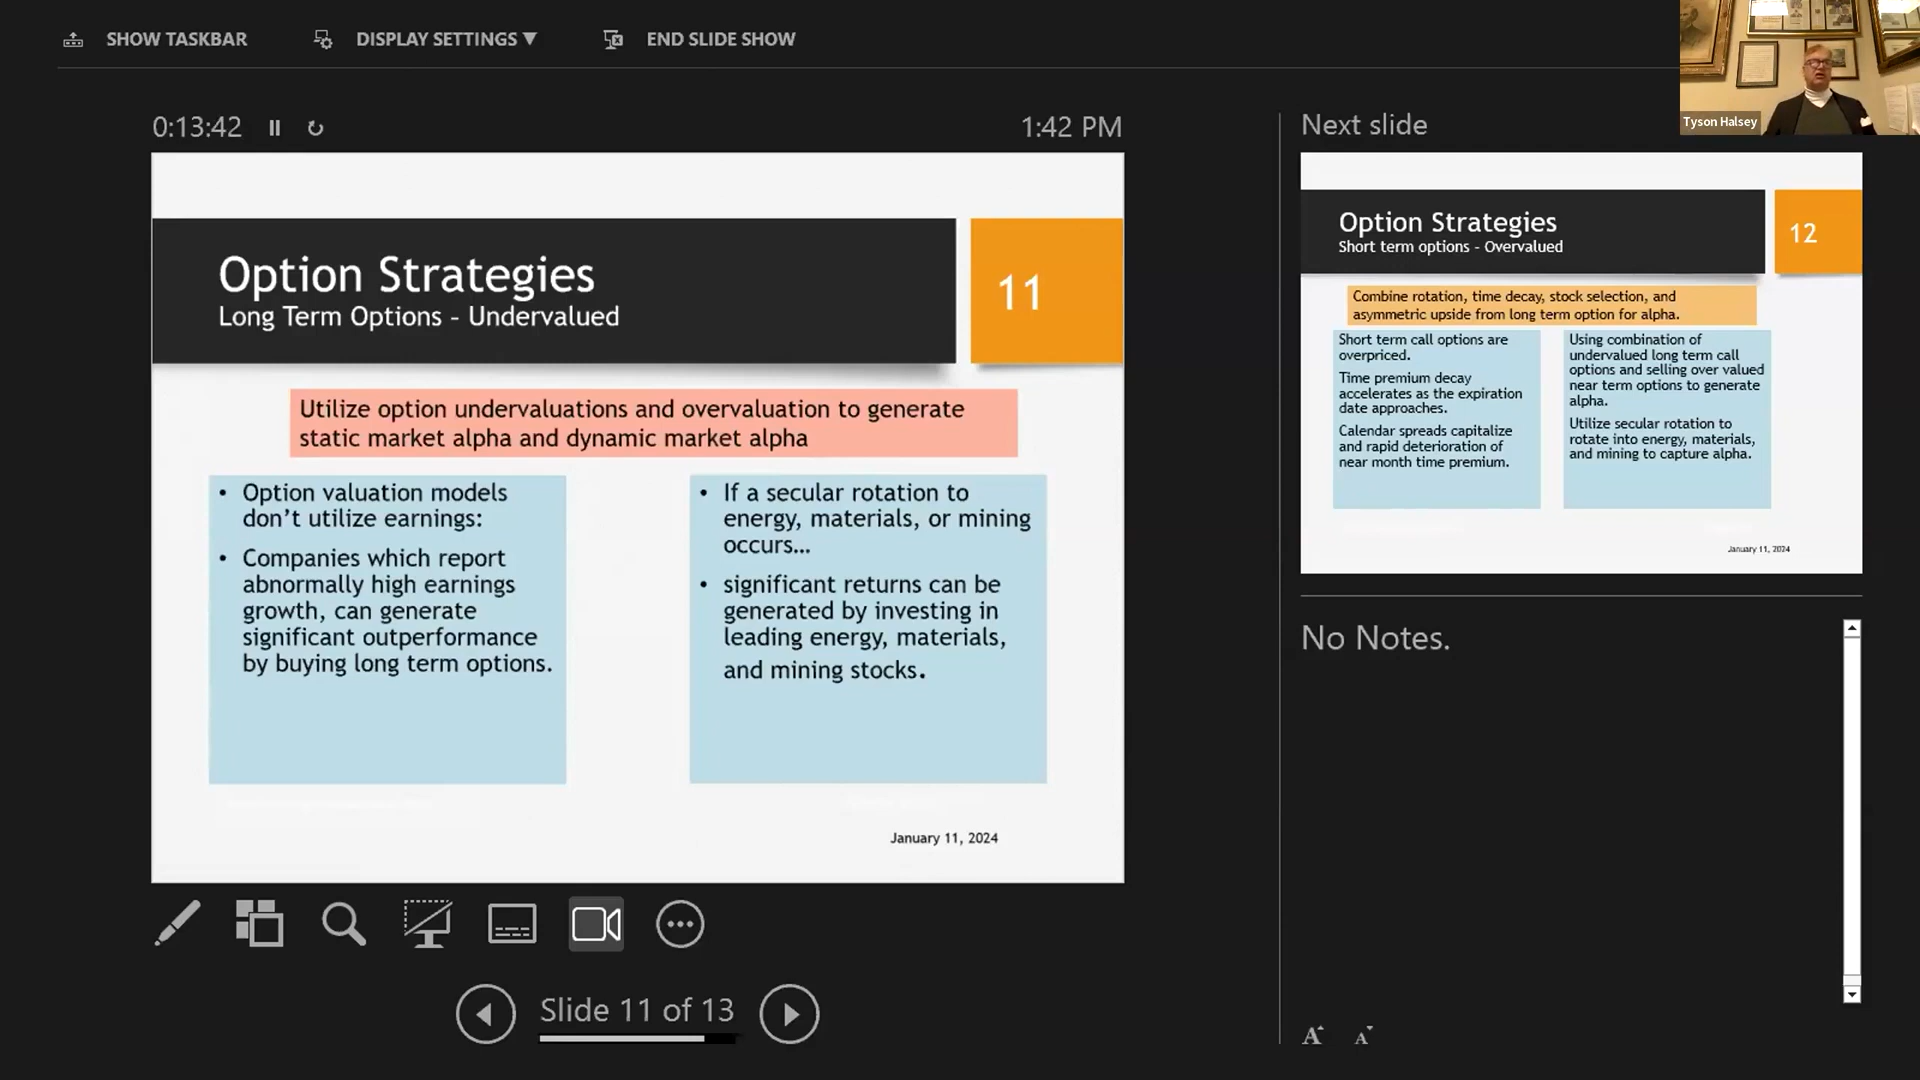 SHOW TASKBAR
DISPLAY SETTINGS ▼
END SLIDE SHOW
Tyson Halsey
0:13:42
1:42 PM
Option Strategies
Long Term Options - Undervalued
11
Utilize option undervaluations and overvaluation to generate
static market alpha and dynamic market alpha
• Option valuation models
don't utilize earnings:
• Companies which report
abnormally high earnings
growth, can generate
significant outperformance
by buying long term options.
• If a secular rotation to
energy, materials, or mining
occurs...
• significant returns can be
generated by investing in
leading energy, materials,
and mining stocks.
January 11, 2024
Slide 11 of 13
Next slide
Option Strategies
Short term options - Overvalued
12
Combine rotation, time decay, stock selection, and
asymmetric upside from long term option for alpha.
Short term call options are
overpriced.
Time premium decay
accelerates as the expiration
date approaches.
Calendar spreads capitalize
and rapid deterioration of
near month time premium.
Using combination of
undervalued long term call
options and selling over valued
near term options to generate
alpha.
Utilize secular rotation to
rotate into energy, materials,
and mining to capture alpha.
January 11, 2024
No Notes.
A A